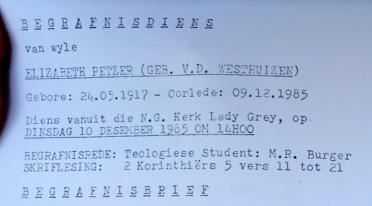 B E G R A F N I S D I E N S
van wyle
ELIZABETH PETZER (GEB. V.D. WESTHUIZEN)
Gebore: 24.05.1917 - Oorlede: 09.12.1985
Diens vanuit die N.G. Kerk Lady Grey, op
DINSDAG 10 DESEMBER 1985 OM 14H00
BEGRAFNISREDE: Teologiese Student: M.R. Burger
SKRIFLESING: 2 Korinthiërs 5 vers 11 tot 21
B E G R A F N I S B R I E F